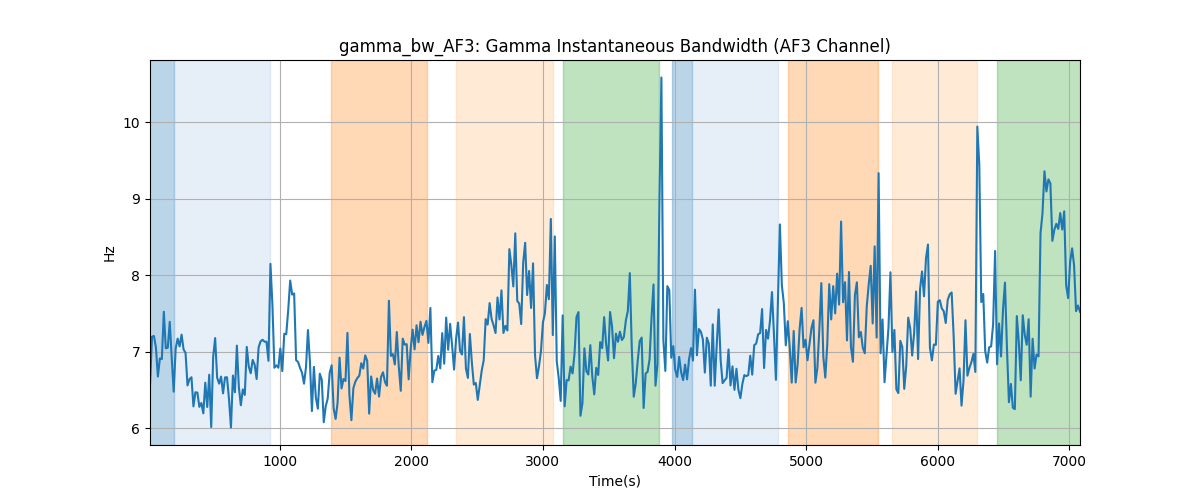 gamma_bw_AF3: Gamma Instantaneous Bandwidth (AF3 Channel)
10
9
8
7
6
Hz
1000 2000 3000 4000 5000 6000 7000
Time(s)